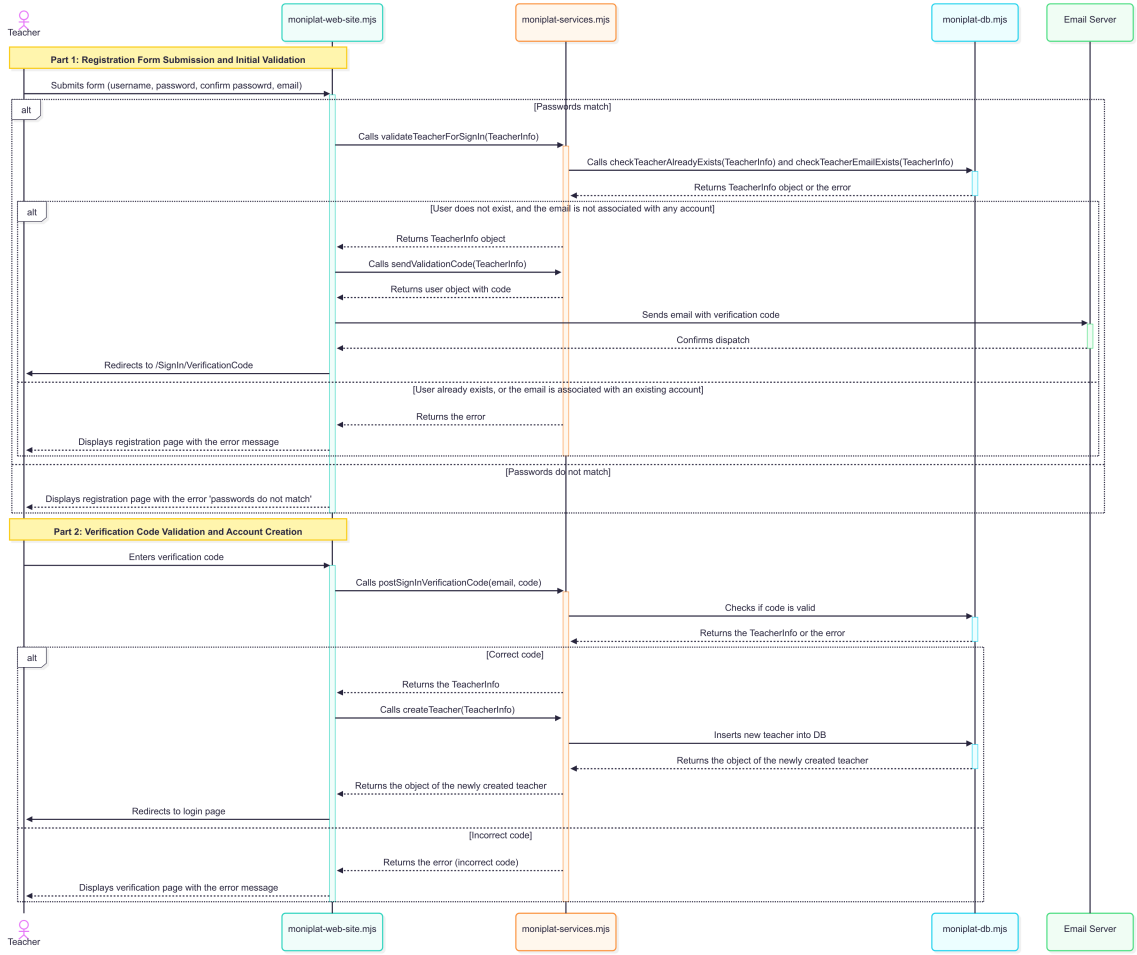 Teacher
moniplat-web-site.mjs
moniplat-services.mjs
moniplat-db.mjs
Email Server
Part 1: Registration Form Submission and Initial Validation
Submits form (username, password, confirm passowrd, email)
alt
[Passwords match]
Calls validateTeacherForSignIn(TeacherInfo)
Calls checkTeacherAlreadyExists(TeacherInfo) and checkTeacherEmailExists(TeacherInfo)
Returns TeacherInfo object or the error
alt
[User does not exist, and the email is not associated with any account]
Returns TeacherInfo object
Calls sendValidationCode(TeacherInfo)
Returns user object with code
Sends email with verification code
Confirms dispatch
Redirects to /SignIn/VerificationCode
[User already exists, or the email is associated with an existing account]
Returns the error
Displays registration page with the error message
[Passwords do not match]
Displays registration page with the error 'passwords do not match'
Part 2: Verification Code Validation and Account Creation
Enters verification code
Calls postSignInVerificationCode(email, code)
Checks if code is valid
Returns the TeacherInfo or the error
alt
[Correct code]
Returns the TeacherInfo
Calls createTeacher(TeacherInfo)
Inserts new teacher into DB
Returns the object of the newly created teacher
Returns the object of the newly created teacher
Redirects to login page
[Incorrect code]
Returns the error (incorrect code)
Displays verification page with the error message
Teacher
moniplat-web-site.mjs
moniplat-services.mjs
moniplat-db.mjs
Email Server